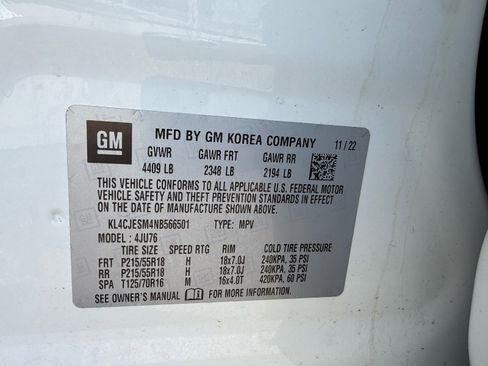 GM
MFD BY GM KOREA COMPANY 11/22
GVWR GAWR FRT GAWR RR
4409 LB 2348 LB 2194 LB
THIS VEHICLE CONFORMS TO ALL APPLICABLE U.S. FEDERAL MOTOR
VEHICLE SAFETY AND THEFT PREVENTION STANDARDS IN EFFECT ON
THE DATE OF MANUFACTURE SHOWN ABOVE.
KL4CJESM4NB566501 TYPE: MPV
MODEL: 4JU76
TIRE SIZE SPEED RTG RIM COLD TIRE PRESSURE
FRT P215/55R18 H 18x7.0J 240KPA, 35 PSI
RR P215/55R18 H 18x7.0J 240KPA, 35 PSI
SPA T125/70R16 M 16x4.0T 420KPA, 60 PSI
SEE OWNER'S MANUAL FOR MORE INFORMATION.